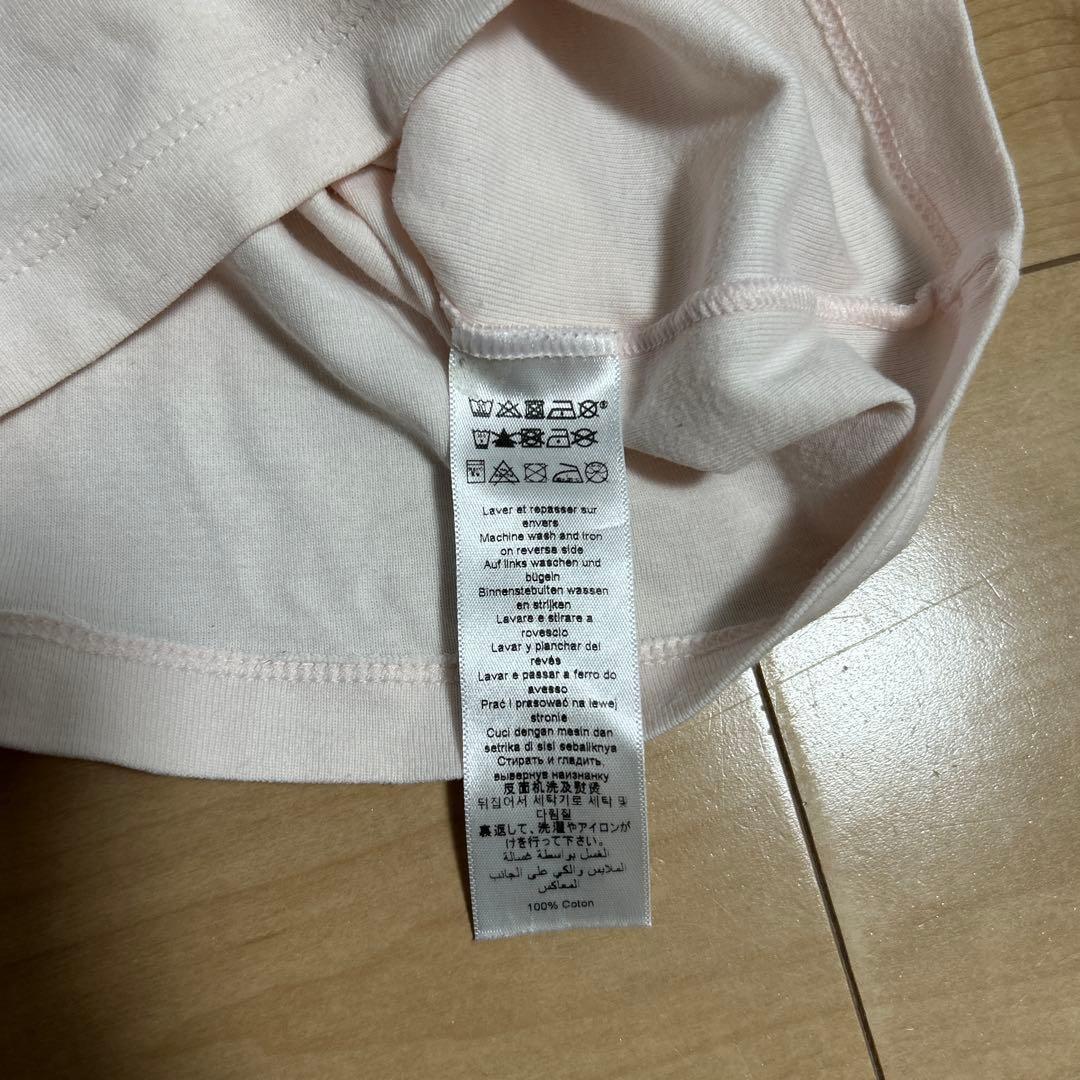 Laver et repasser sur
envers
Machine wash and iron
on reverse side
Auf links waschen und
bügeln
Binnenstebuiten wassen
en strijken
Lavare e stirare a
rovescio
Lavar y planchar del
revés
Lavar e passar a ferro do
avesso
Prać i prasować na lewej
stronie
Cuci dengan mesin dan
setrika di sisi sebaliknya
Стирать и гладить,
вывернув наизнанку
反面机洗及熨烫
뒤집어서 세탁기로 세탁 및
다림질
裏返して、洗濯やアイロンが
けを行って下さい。
الغسل بواسطة غسالة
الملابس والكي على الجانب
المعاكس
100% Coton